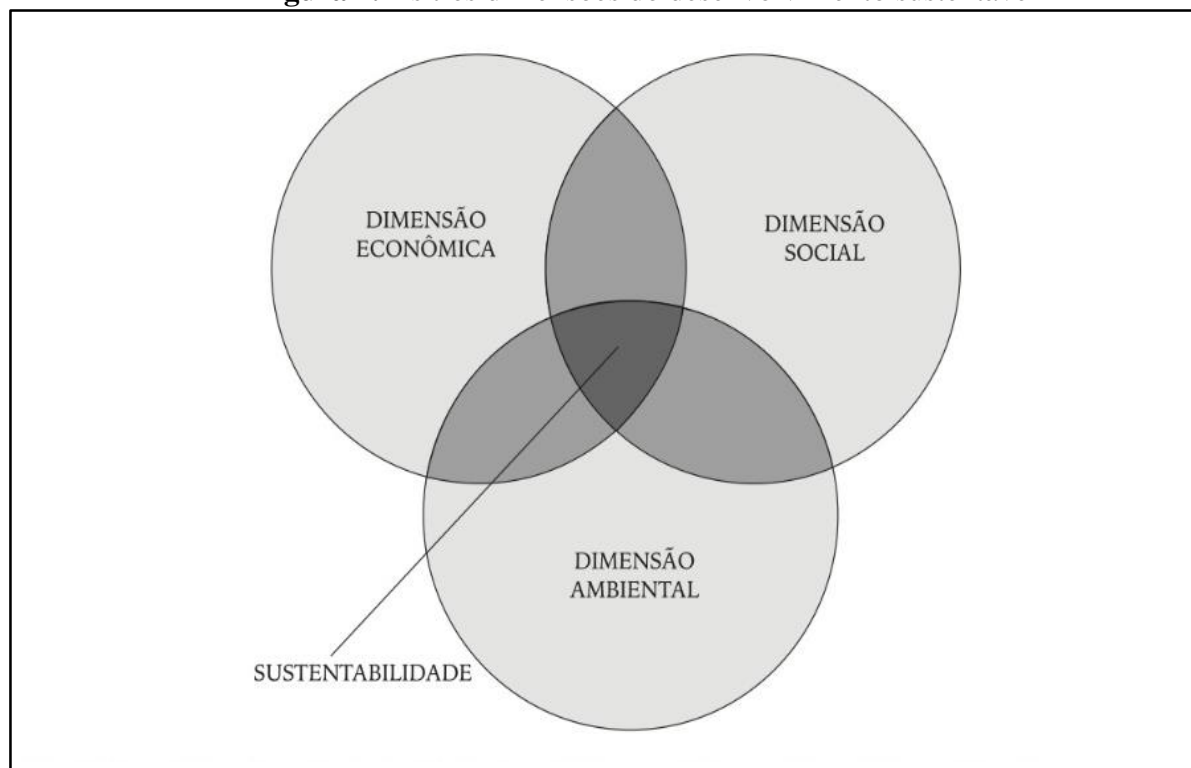 DIMENSÃO
ECONÔMICA
DIMENSÃO
SOCIAL
DIMENSÃO
AMBIENTAL
SUSTENTABILIDADE